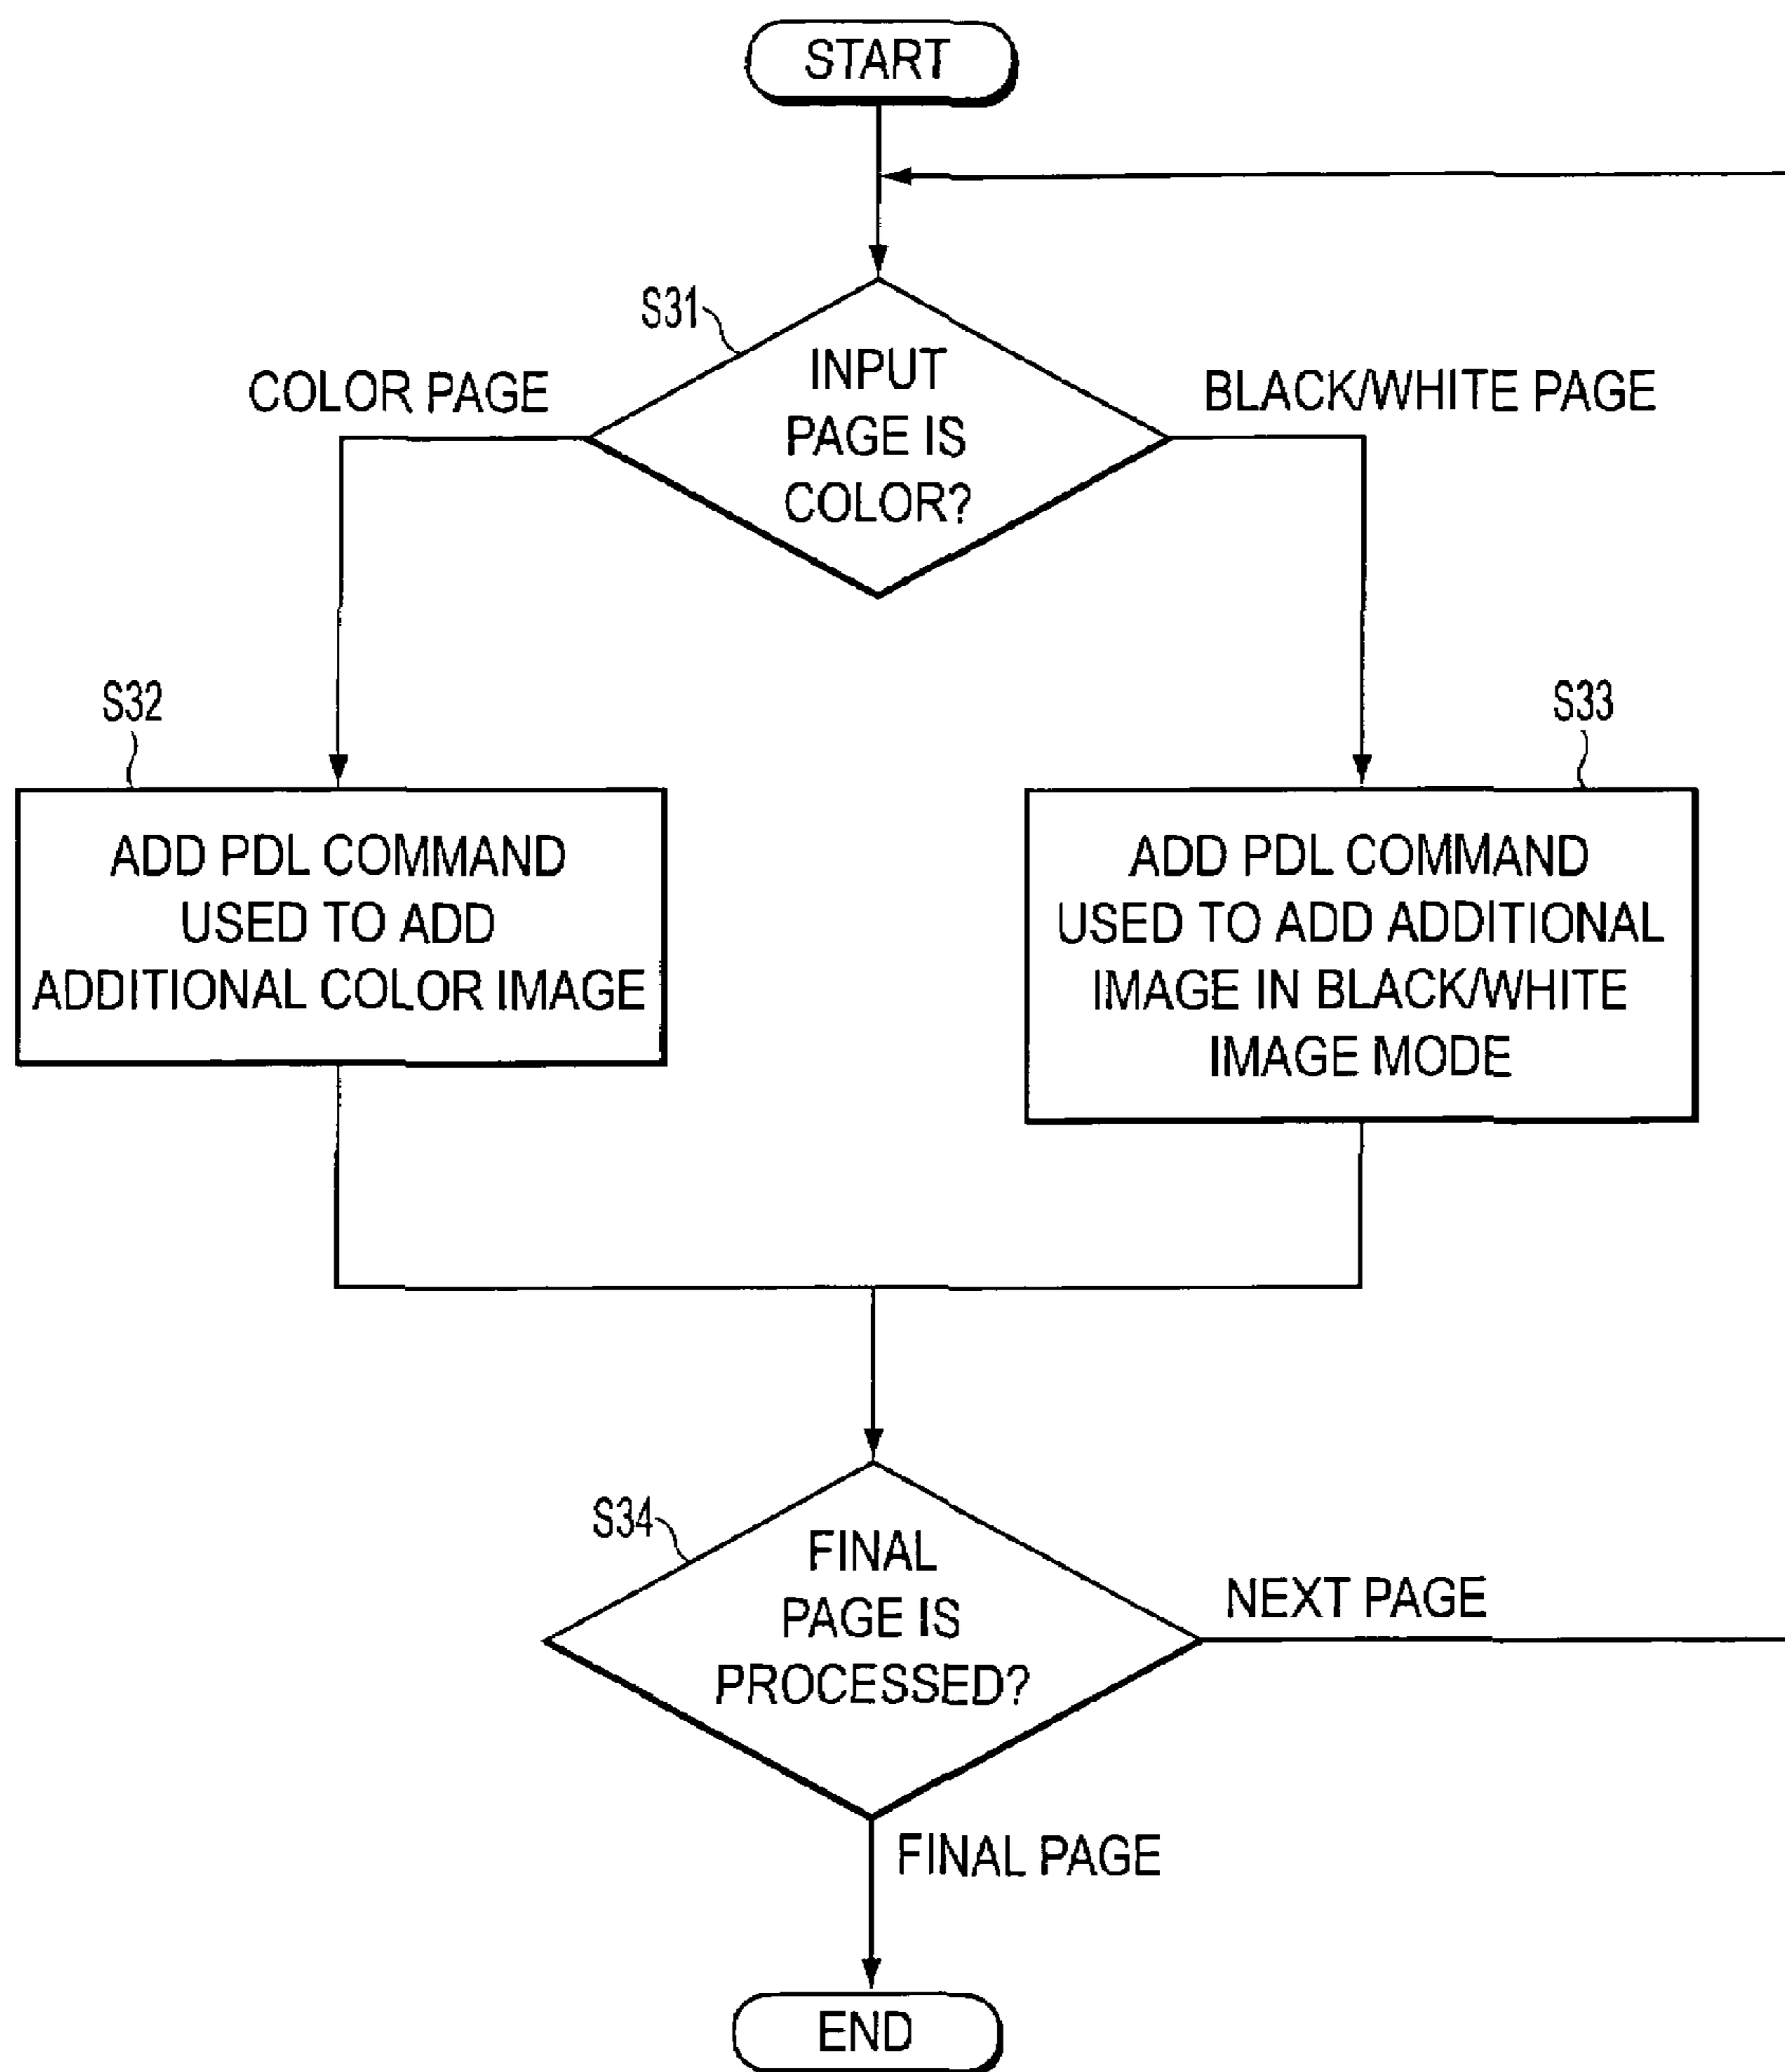 START
S31
INPUT
PAGE IS
COLOR?
COLOR PAGE
BLACK/WHITE PAGE
S32
ADD PDL COMMAND
USED TO ADD
ADDITIONAL COLOR IMAGE
S33
ADD PDL COMMAND
USED TO ADD ADDITIONAL
IMAGE IN BLACK/WHITE
IMAGE MODE
S34
FINAL
PAGE IS
PROCESSED?
NEXT PAGE
FINAL PAGE
END